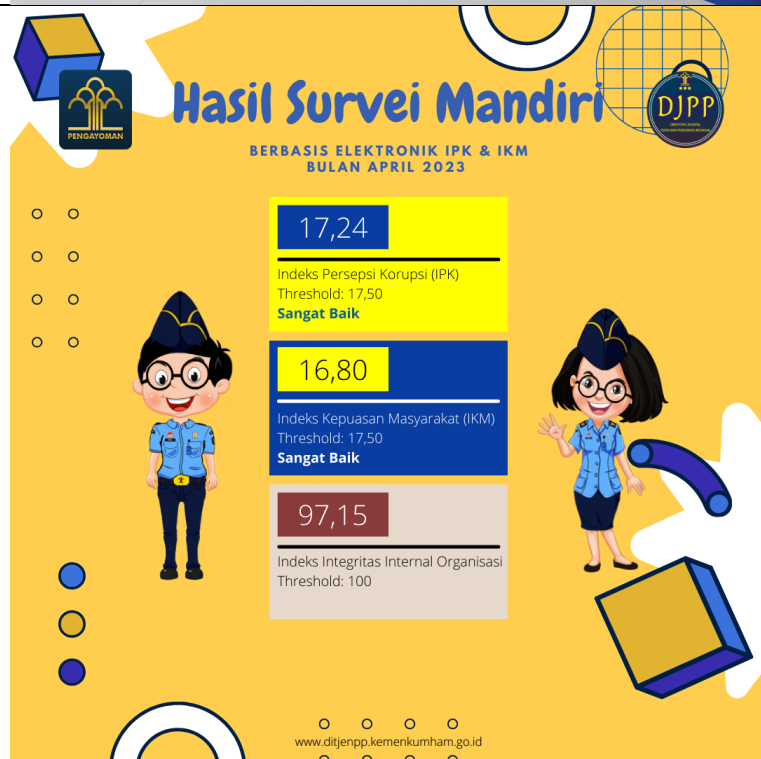 PENGAYOMAN
Hasil Survei Mandiri
DJPP
BERBASIS ELEKTRONIK IPK & IKM
BULAN APRIL 2023
17,24
Indeks Persepsi Korupsi (IPK)
Threshold: 17,50
Sangat Baik
16,80
Indeks Kepuasan Masyarakat (IKM)
Threshold: 17,50
Sangat Baik
97,15
Indeks Integritas Internal Organisasi
Threshold: 100
www.ditjenpp.kemenkumham.go.id